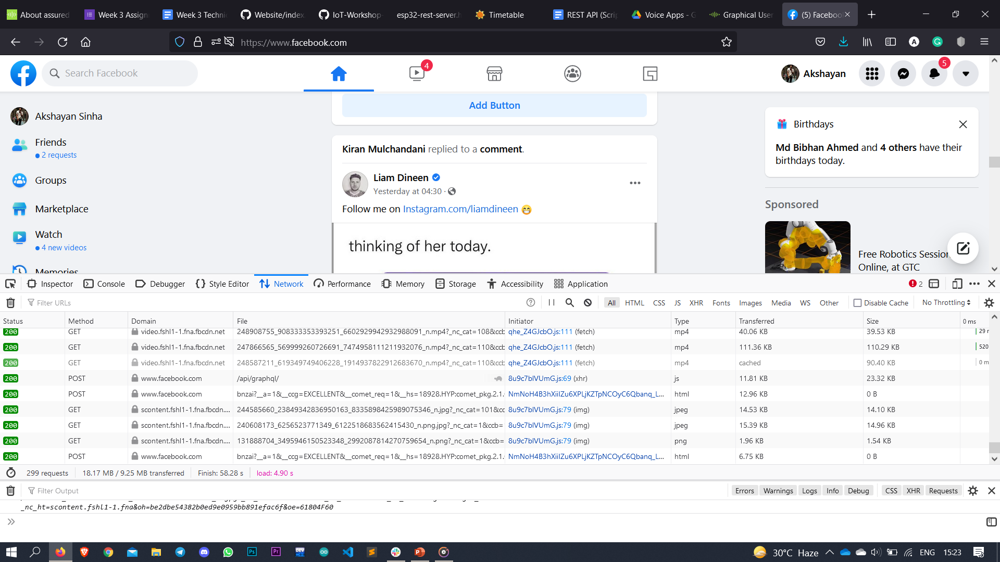 About assured
Week 3 Assign
Week 3 Techni
Website/index.
IoT-Workshop-
esp32-rest-server.h
Timetable
REST API (Scrip
Voice Apps - G
Graphical User
(5) Facebook
https://www.facebook.com
Search Facebook
4
Akshayan
5
Akshayan Sinha
Friends
2 requests
Groups
Marketplace
Watch
4 new videos
Memories
Add Button
Kiran Mulchandani replied to a comment.
Liam Dineen
Yesterday at 04:30 ·
Follow me on Instagram.com/liamdineen
thinking of her today.
Birthdays
Md Bibhan Ahmed and 4 others have their
birthdays today.
Sponsored
Free Robotics Session
Online, at GTC
Inspector Console Debugger Style Editor Network Performance Memory Storage Accessibility Application 2
Filter URLs All HTML CSS JS XHR Fonts Images Media WS Other Disable Cache No Throttling
Status Method Domain File Initiator Type Transferred Size 0 ms
200 GET video.fshl1-1.fna.fbcdn.net 248908755_908333353393251_6602929942932988091_n.mp4?_nc_cat=108&ccb qhe_Z4GJcbO.js:111 (fetch) mp4 40.06 KB 39.53 KB 29 m
200 GET video.fshl1-1.fna.fbcdn.net 247866565_569999260726691_7474958111211932076_n.mp4?_nc_cat=110&ccb qhe_Z4GJcbO.js:111 (fetch) mp4 111.36 KB 110.29 KB 520
200 GET video.fshl1-1.fna.fbcdn.net 248587211_619349749406228_1914937822912683670_n.mp4?_nc_cat=110&ccb qhe_Z4GJcbO.js:111 (fetch) mp4 cached 90.40 KB 0 m
200 POST www.facebook.com /api/graphql/ 8u9c7blVUmG.js:69 (xhr) js 11.81 KB 23.32 KB
200 POST www.facebook.com bnzai?__a=1&__ccg=EXCELLENT&__comet_req=1&__hs=18928.HYP:comet_pkg.2.1. NmNoH4B3hXiiIZu6XPLjKZTpNCOyC6Qbanq_L... html 12.96 KB 0 B
200 GET scontent.fshl1-1.fna.fbcdn.... 244585660_23849342836950163_8335898425989075346_n.jpg?_nc_cat=101&cc 8u9c7blVUmG.js:79 (img) jpeg 14.53 KB 14.10 KB
200 GET scontent.fshl1-1.fna.fbcdn.... 240608173_6256523771349_6122518683562415430_n.png.jpg?_nc_cat=1&ccb= 8u9c7blVUmG.js:79 (img) jpeg 15.39 KB 14.96 KB
200 GET scontent.fshl1-1.fna.fbcdn.... 131888704_3495946150523348_2992087814270759654_n.png?_nc_cat=1&ccb= 8u9c7blVUmG.js:79 (img) png 1.96 KB 1.54 KB
200 POST www.facebook.com bnzai?__a=1&__ccg=EXCELLENT&__comet_req=1&__hs=18928.HYP:comet_pkg.2.1. NmNoH4B3hXiiIZu6XPLjKZTpNCOyC6Qbanq_L... html 6.75 KB 0 B
299 requests 18.17 MB / 9.25 MB transferred Finish: 58.28 s load: 4.90 s
Filter Output Errors Warnings Logs Info Debug CSS XHR Requests
_nc_ht=scontent.fshl1-1.fna&oh=be2dbe54382b0ed9e0959bb891efac6f&oe=61804F60
30°C Haze ENG 15:23